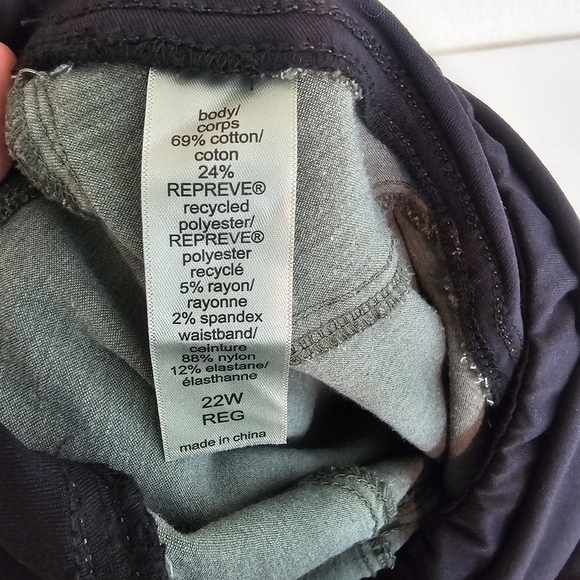 body/
corps
69% cotton/
coton
24%
REPREVE®
recycled
polyester/
REPREVE®
polyester
recyclé
5% rayon/
rayonne
2% spandex
waistband/
ceinture
88% nylon
12% elastane/
élasthanne
22W
REG
made in china